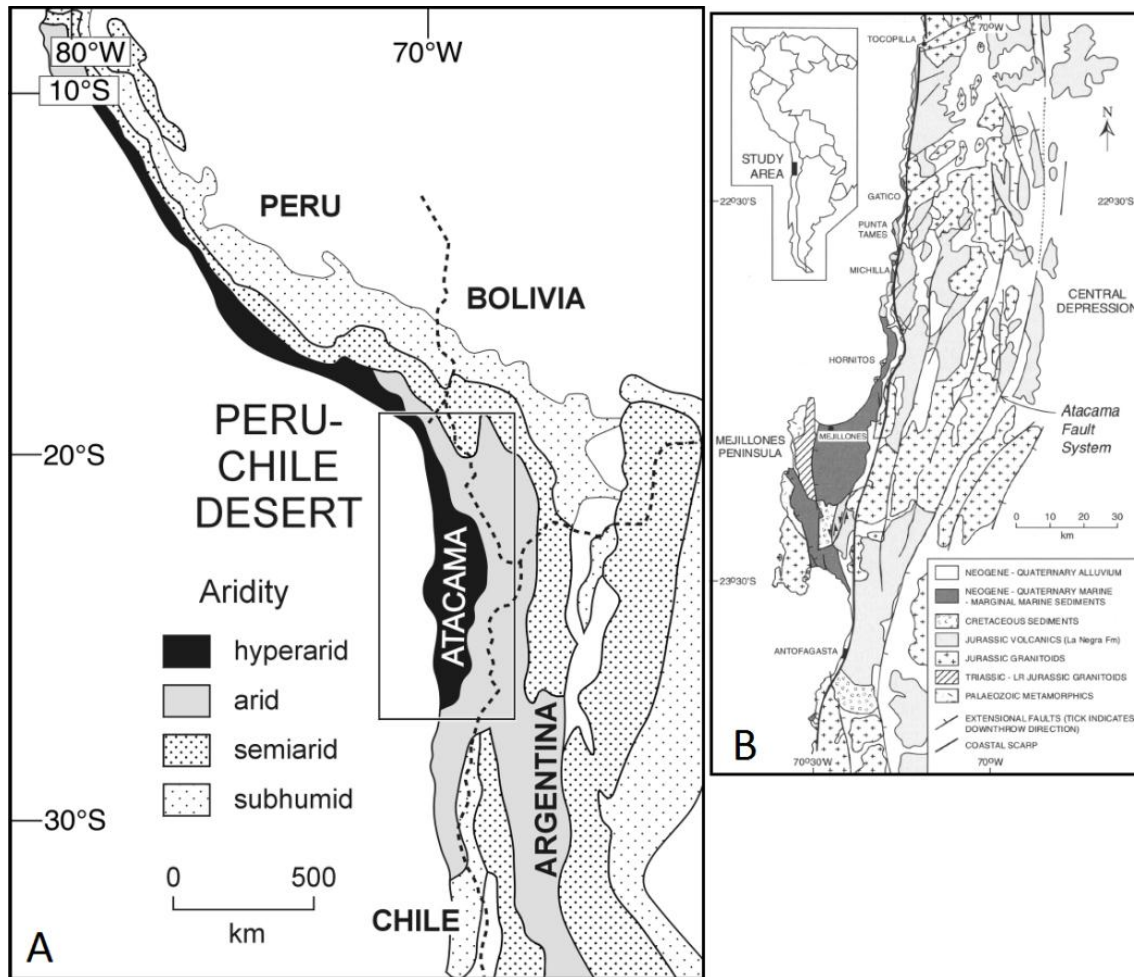 80°W
70°W
10°S
PERU
BOLIVIA
PERU-
CHILE
DESERT
20°S
ATACAMA
Aridity
hyperarid
arid
semiarid
subhumid
ARGENTINA
30°S
0 500
km
CHILE
A
70°W
TOCOPILLA
N
STUDY
AREA
GATICO
22°30'S
22°30'S
PUNTA
TAMES
MICHILLA
CENTRAL
DEPRESSION
HORNITOS
Atacama
Fault
System
MEJILLONES
PENINSULA
MEJILLONES
0 10 20 30
km
23°30'S
NEOGENE - QUATERNARY ALLUVIUM
NEOGENE - QUATERNARY MARINE
- MARGINAL MARINE SEDIMENTS
CRETACEOUS SEDIMENTS
JURASSIC VOLCANICS (La Negra Fm)
JURASSIC GRANITOIDS
TRIASSIC - LR JURASSIC GRANITOIDS
PALAEOZOIC METAMORPHICS
EXTENSIONAL FAULTS (TICK INDICATES
DOWNTHROW DIRECTION)
COASTAL SCARP
ANTOFAGASTA
B
70°30'W
70°W